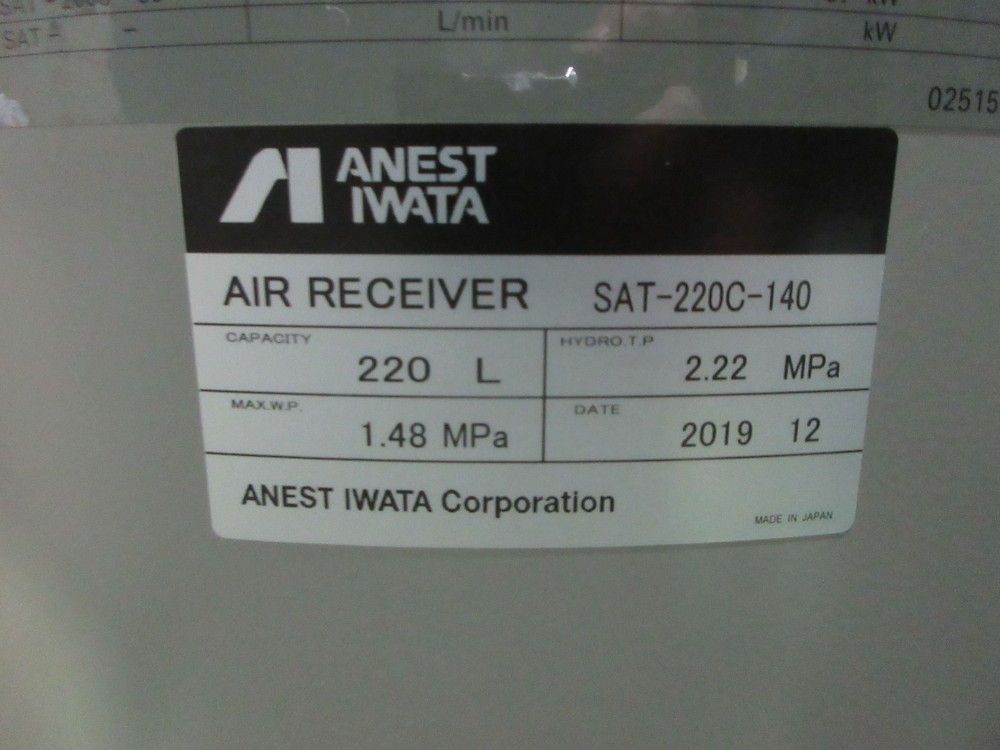 L/min kW
SAT - -
02515
ANEST
IWATA
AIR RECEIVER SAT-220C-140
CAPACITY 220 L HYDRO.T.P 2.22 MPa
MAX.W.P. 1.48 MPa DATE 2019 12
ANEST IWATA Corporation
MADE IN JAPAN